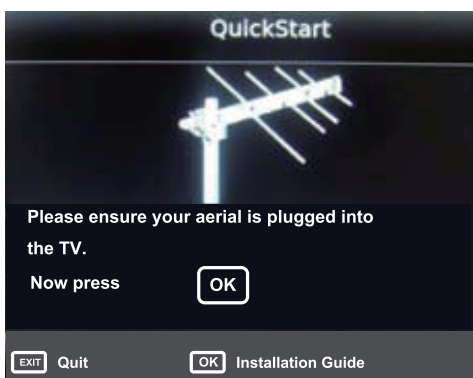 QuickStart
Please ensure your aerial is plugged into
the TV.
Now press OK
EXIT Quit OK Installation Guide